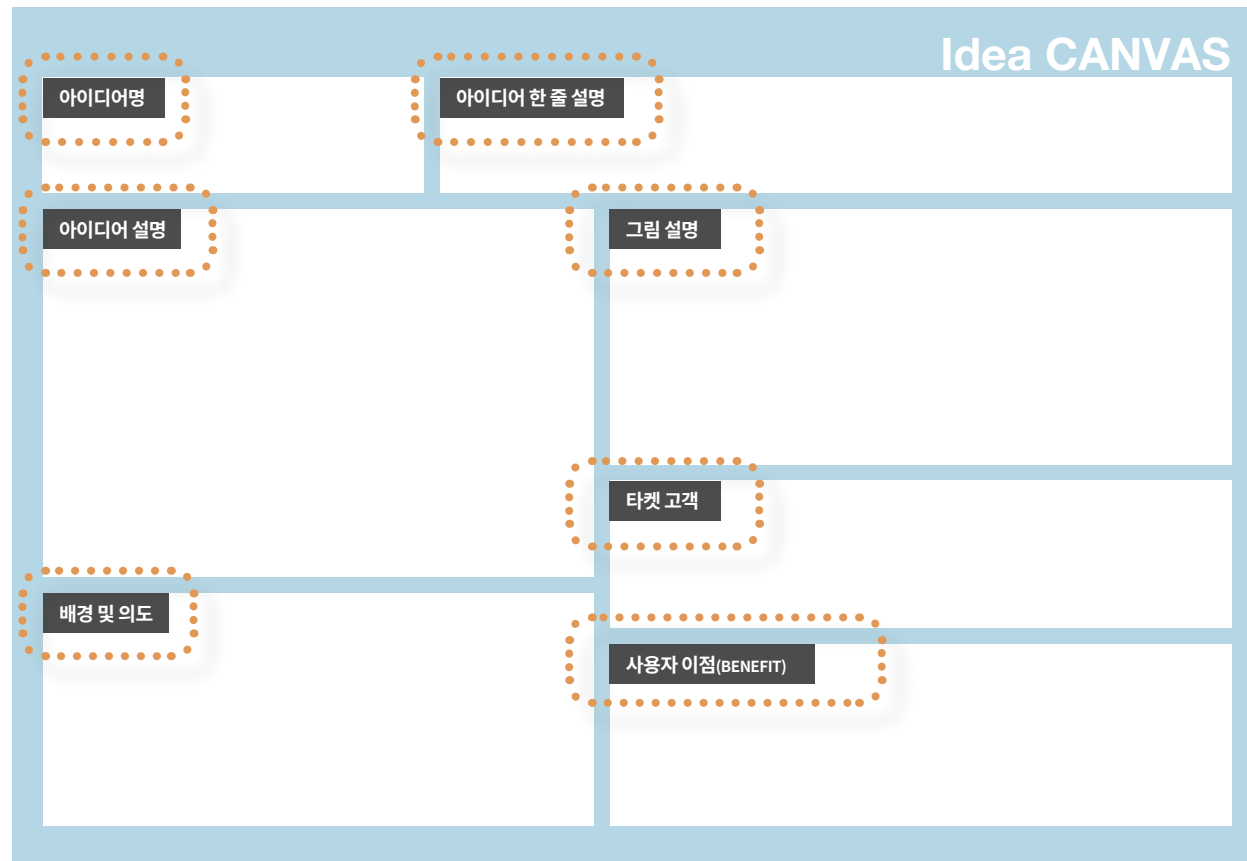 Idea CANVAS
아이디어명
아이디어 한 줄 설명
아이디어 설명
그림 설명
타켓 고객
배경 및 의도
사용자 이점(BENEFIT)